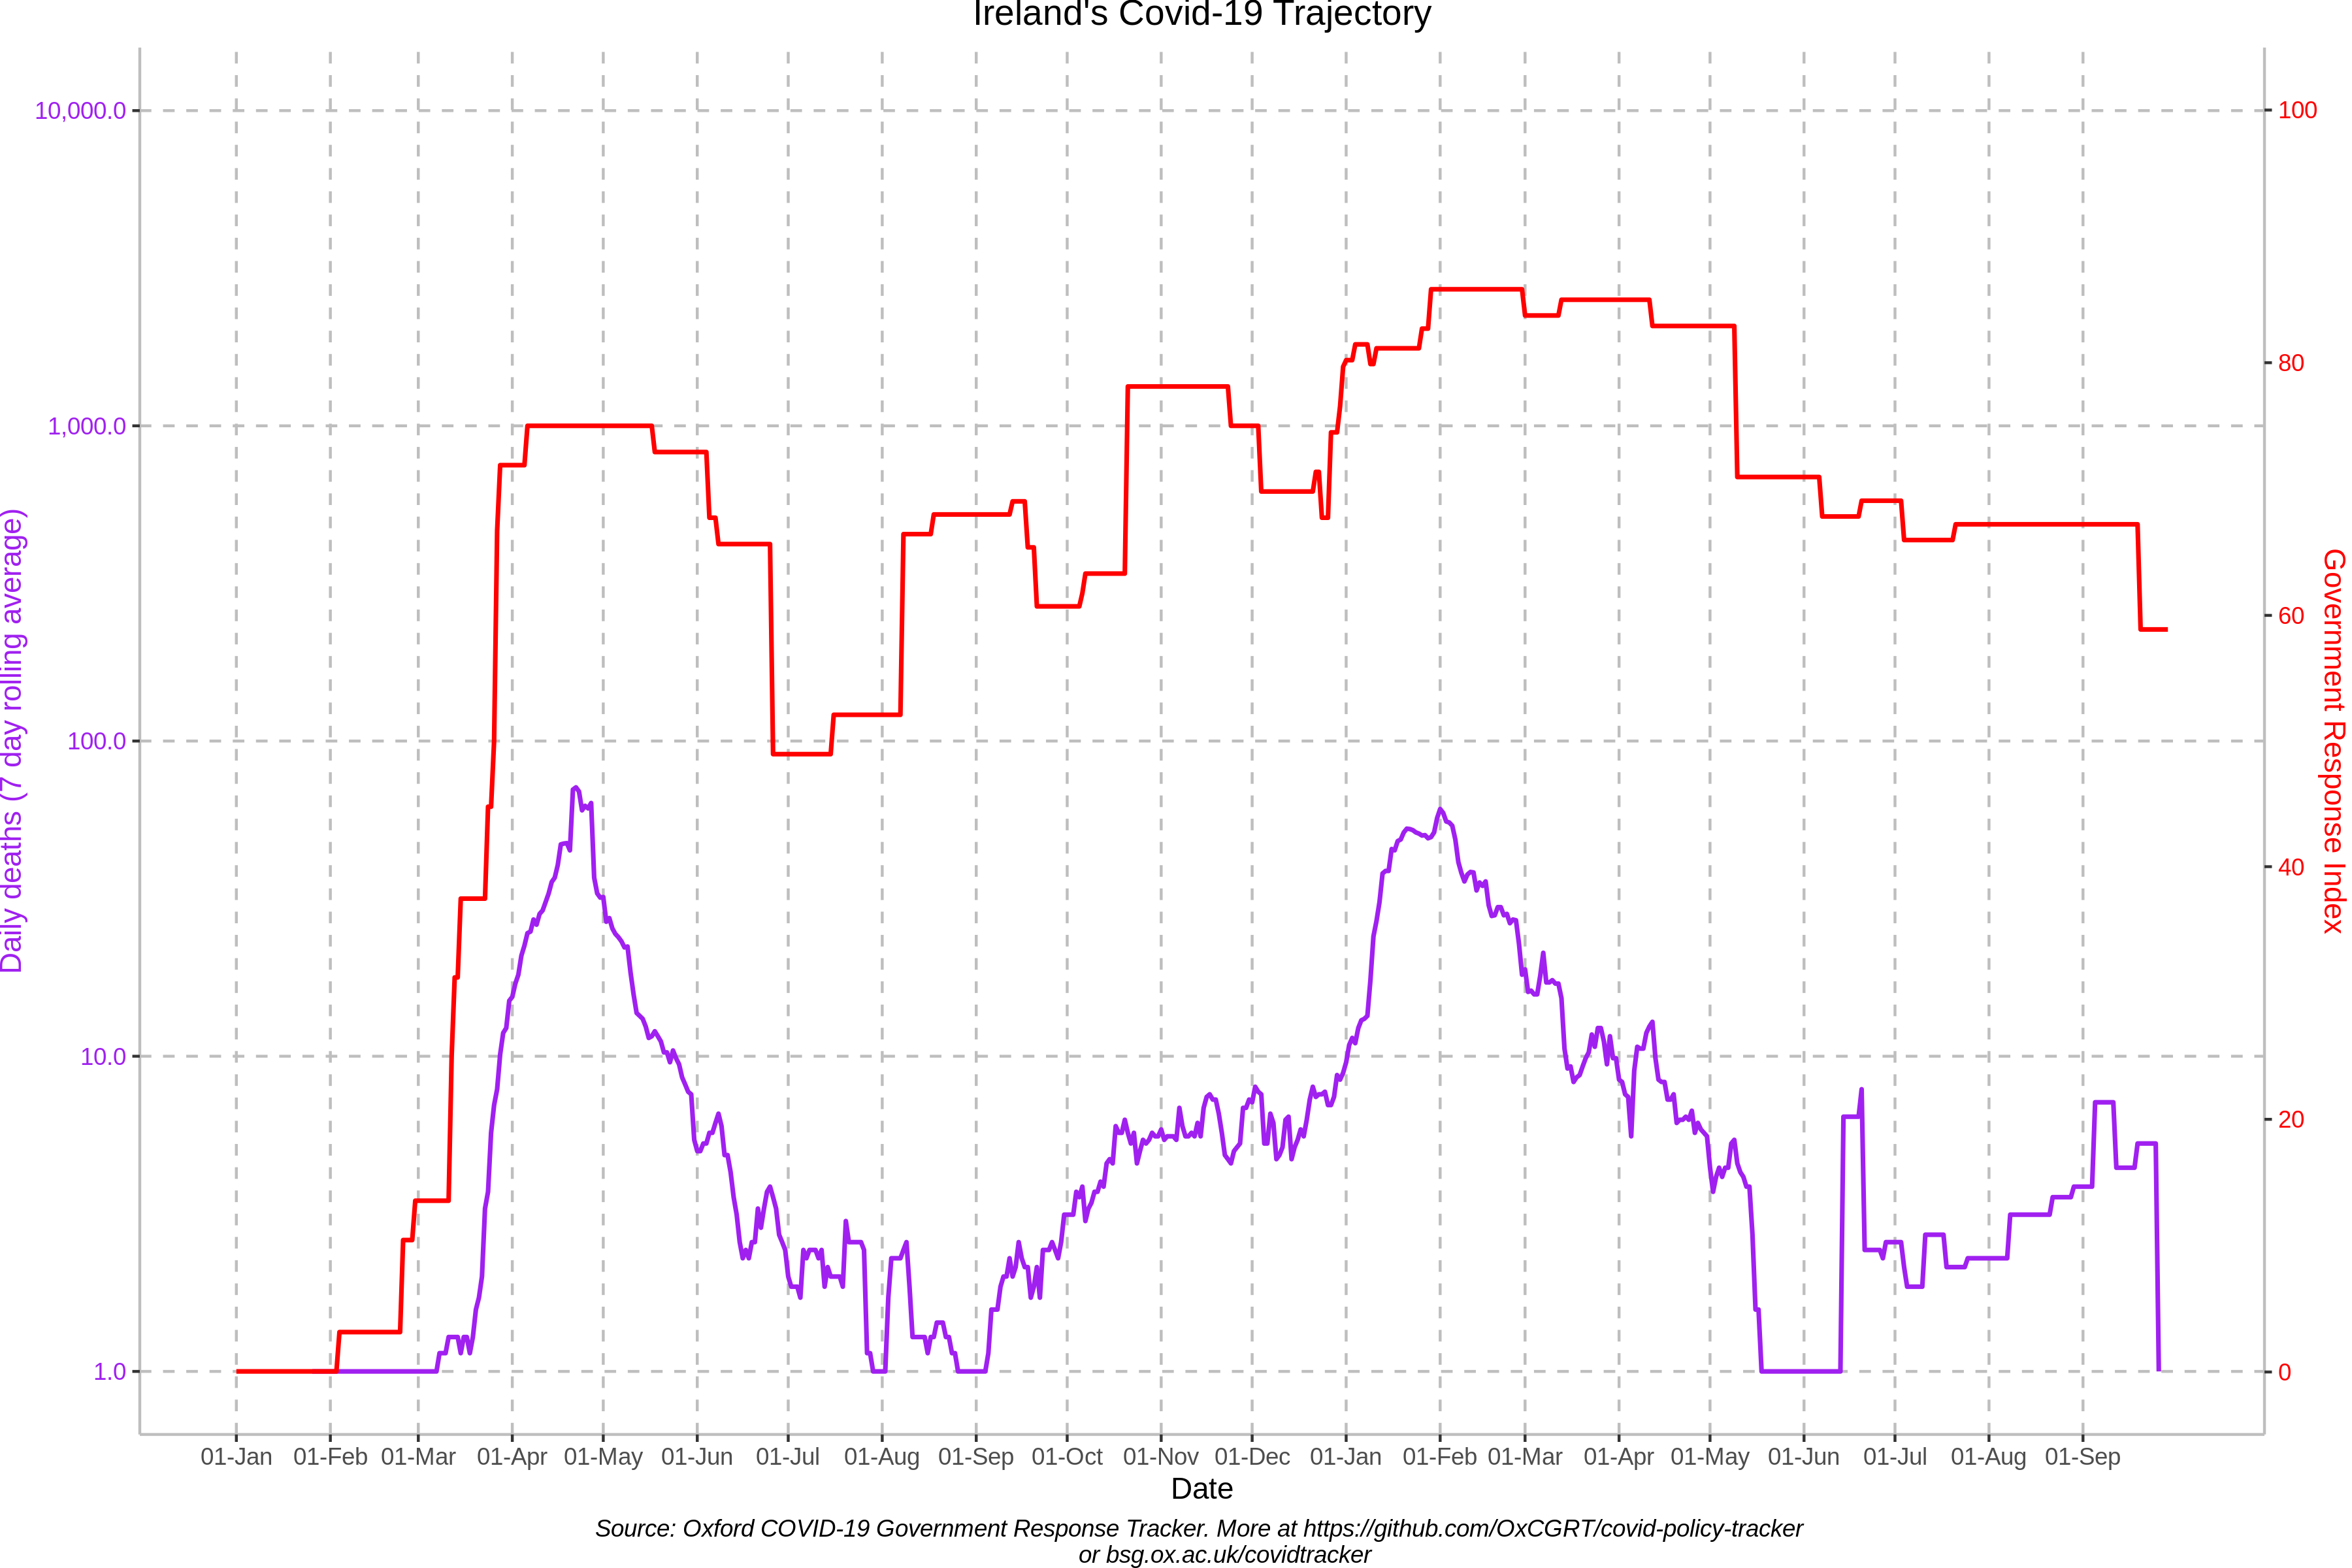 Ireland's Covid-19 Trajectory
10,000.0
1,000.0
100.0
10.0
1.0
Daily deaths (7 day rolling average)
100
80
60
40
20
0
Government Response Index
01-Jan 01-Feb 01-Mar 01-Apr 01-May 01-Jun 01-Jul 01-Aug 01-Sep 01-Oct 01-Nov 01-Dec 01-Jan 01-Feb 01-Mar 01-Apr 01-May 01-Jun 01-Jul 01-Aug 01-Sep
Date
Source: Oxford COVID-19 Government Response Tracker. More at https://github.com/OxCGRT/covid-policy-tracker
or bsg.ox.ac.uk/covidtracker